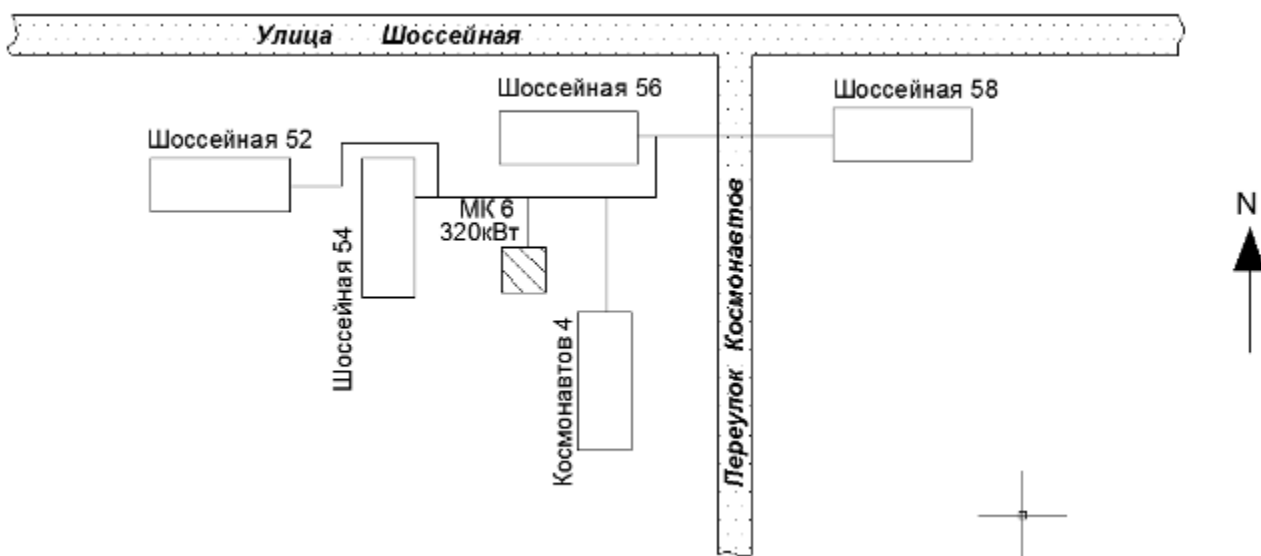 Улица Шоссейная
Шоссейная 56
Шоссейная 58
Шоссейная 52
МК 6
320кВт
Шоссейная 54
Космонавтов 4
Переулок Космонавтов
N